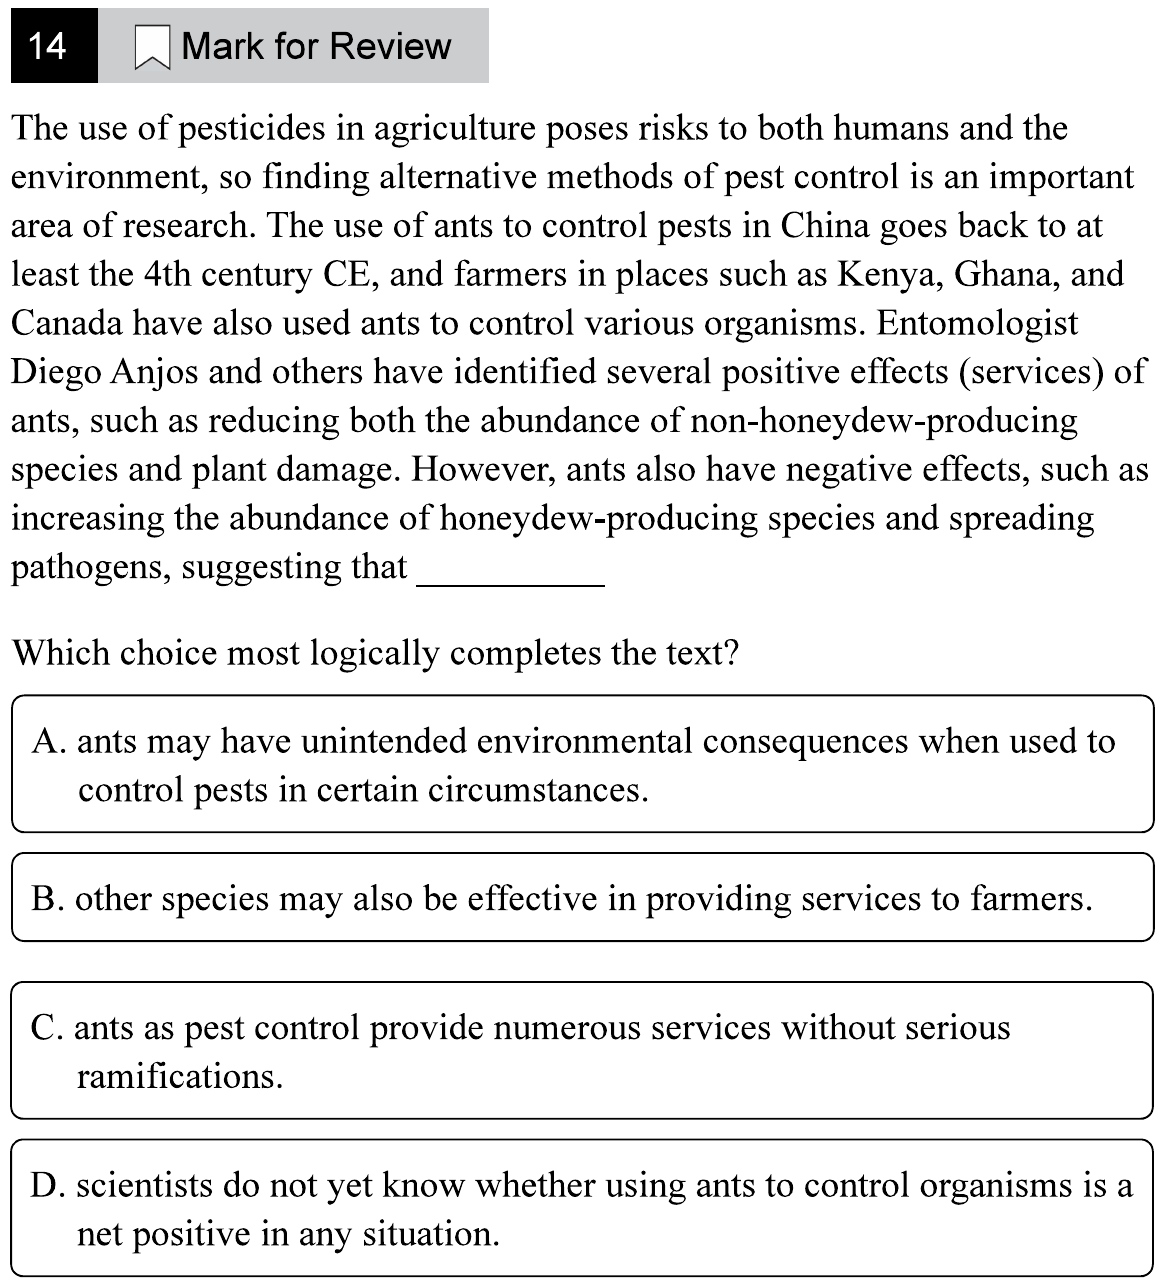 14 Mark for Review
The use of pesticides in agriculture poses risks to both humans and the
environment, so finding alternative methods of pest control is an important
area of research. The use of ants to control pests in China goes back to at
least the 4th century CE, and farmers in places such as Kenya, Ghana, and
Canada have also used ants to control various organisms. Entomologist
Diego Anjos and others have identified several positive effects (services) of
ants, such as reducing both the abundance of non-honeydew-producing
species and plant damage. However, ants also have negative effects, such as
increasing the abundance of honeydew-producing species and spreading
pathogens, suggesting that __________
Which choice most logically completes the text?
A. ants may have unintended environmental consequences when used to
control pests in certain circumstances.
B. other species may also be effective in providing services to farmers.
C. ants as pest control provide numerous services without serious
ramifications.
D. scientists do not yet know whether using ants to control organisms is a
net positive in any situation.